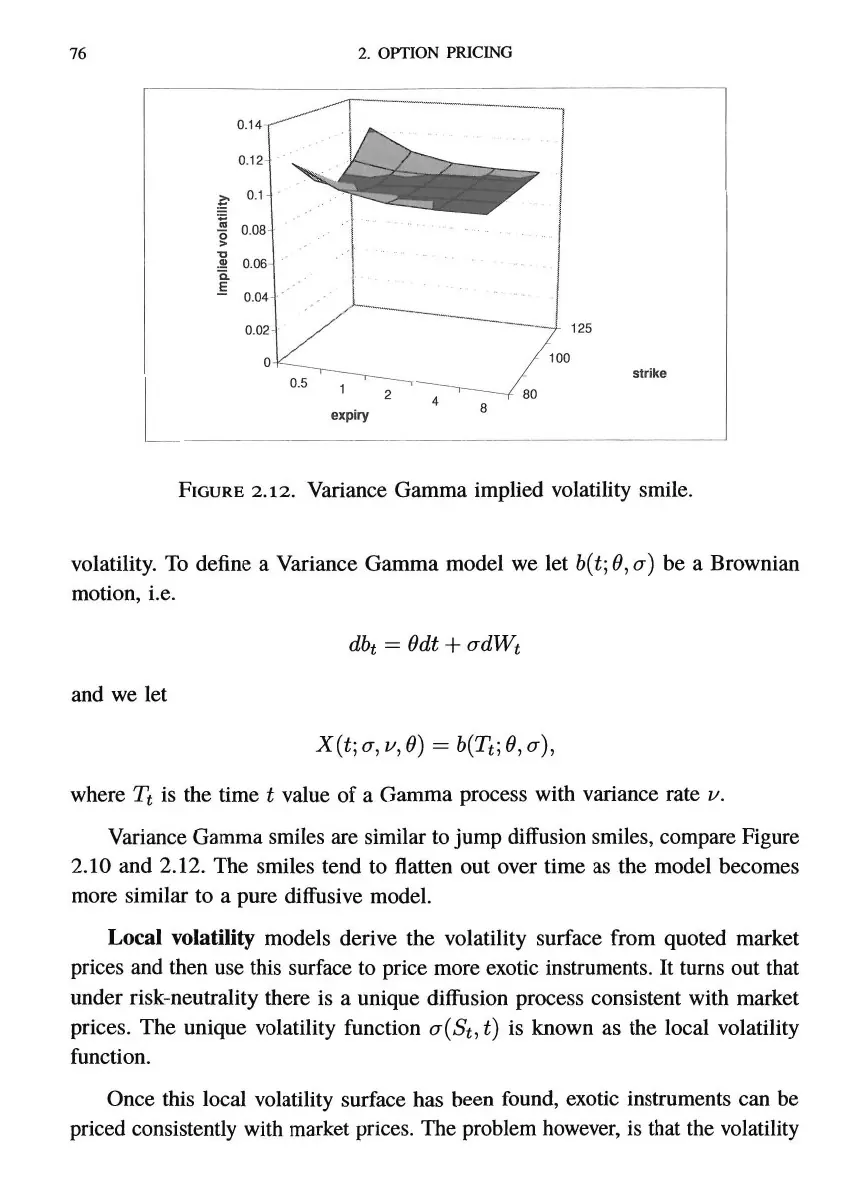 76
2. OPTION PRICING
0.14
0.12
0.1
0.08
0.06
0.04
0.02
0
Implied volatility
0.5
1
2
4
8
expiry
80
100
125
strike
FIGURE 2.12. Variance Gamma implied volatility smile.
volatility. To define a Variance Gamma model we let b(t; θ, σ) be a Brownian
motion, i.e.
db_t = θdt + σdW_t
and we let
X(t; σ, ν, θ) = b(T_t; θ, σ),
where T_t is the time t value of a Gamma process with variance rate ν.
Variance Gamma smiles are similar to jump diffusion smiles, compare Figure
2.10 and 2.12. The smiles tend to flatten out over time as the model becomes
more similar to a pure diffusive model.
Local volatility models derive the volatility surface from quoted market
prices and then use this surface to price more exotic instruments. It turns out that
under risk-neutrality there is a unique diffusion process consistent with market
prices. The unique volatility function σ(S_t, t) is known as the local volatility
function.
Once this local volatility surface has been found, exotic instruments can be
priced consistently with market prices. The problem however, is that the volatility